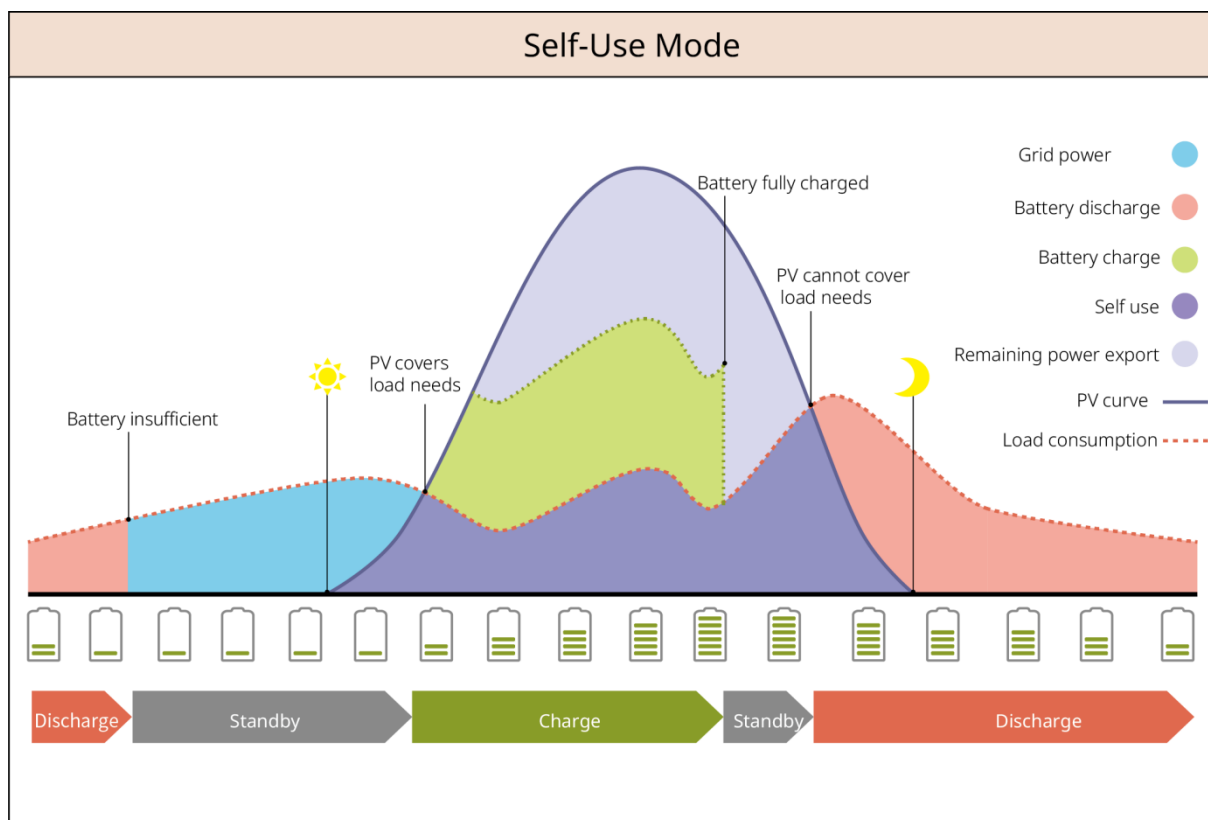 Self-Use Mode
Grid power
Battery discharge
Battery charge
Self use
Remaining power export
PV curve
Load consumption
Battery fully charged
PV cannot cover
load needs
PV covers
load needs
Battery insufficient
Discharge
Standby
Charge
Standby
Discharge